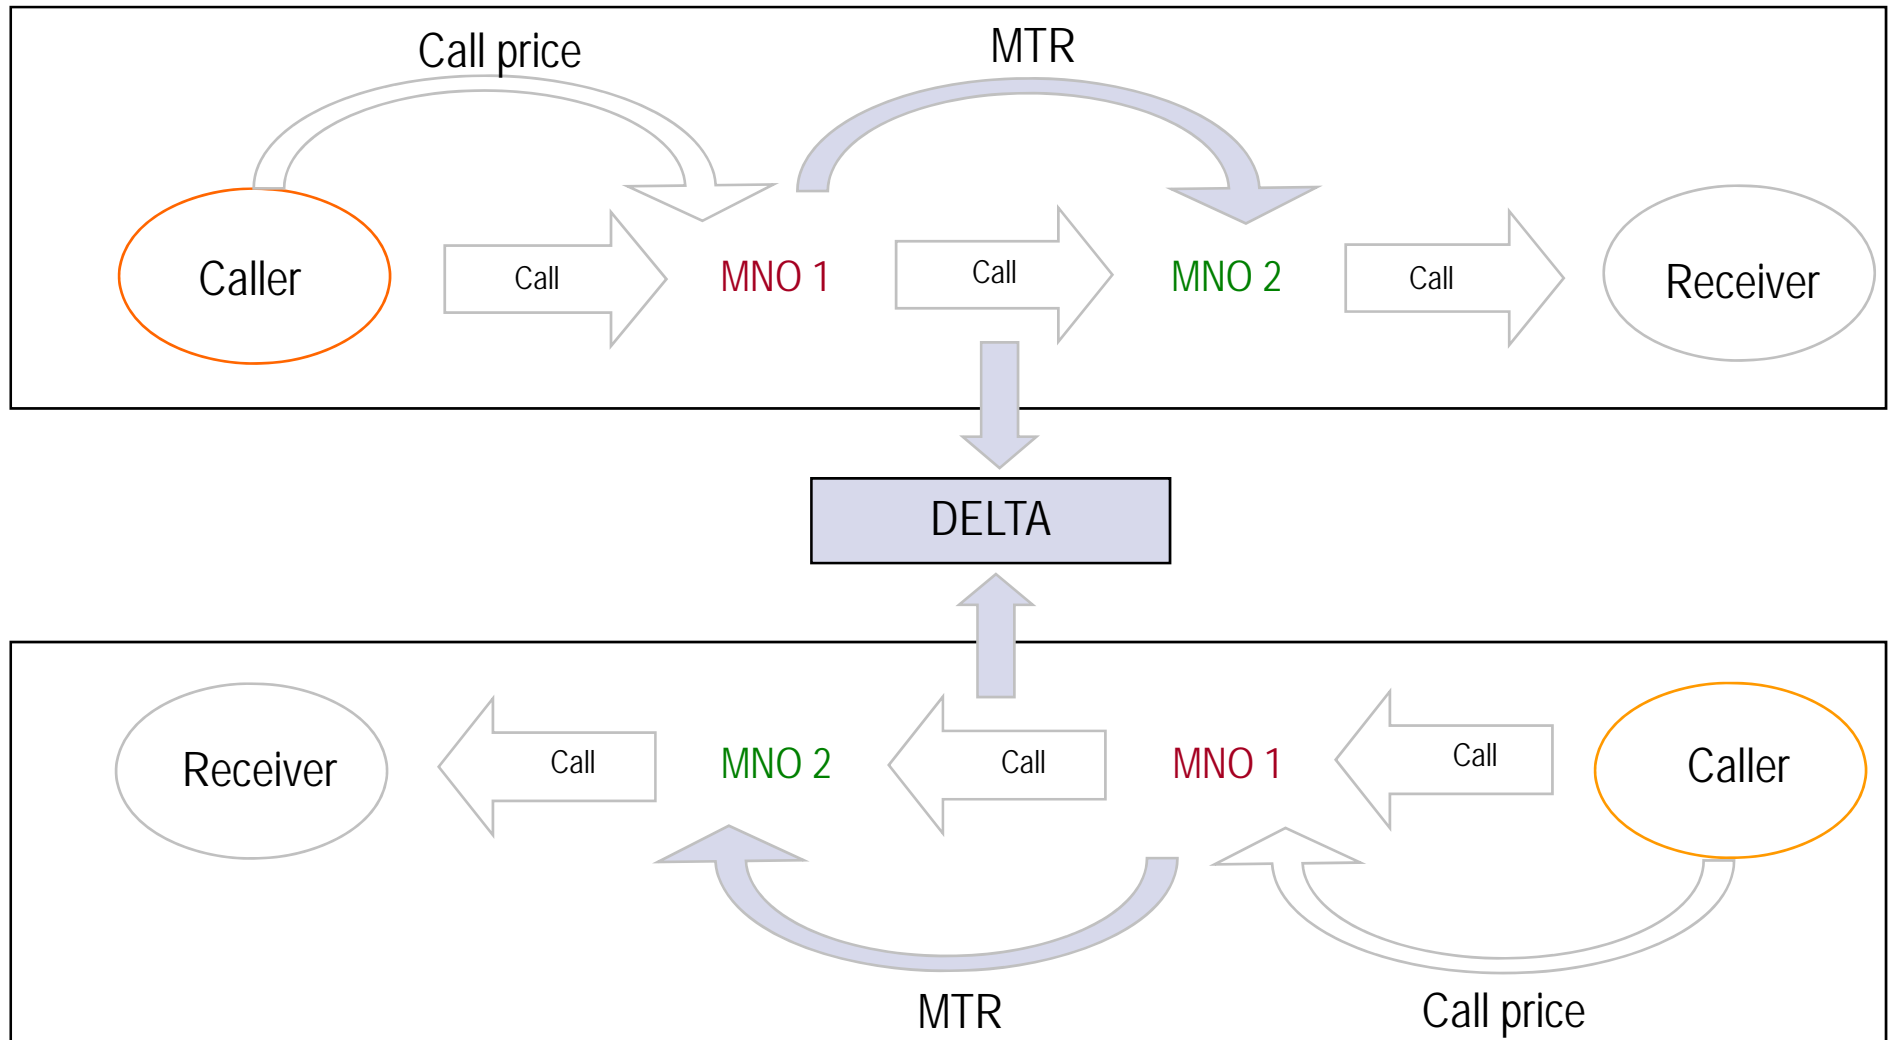 Call price
MTR
Caller
Call
MNO 1
Call
MNO 2
Call
Receiver
DELTA
Receiver
Call
MNO 2
Call
MNO 1
Call
Caller
MTR
Call price